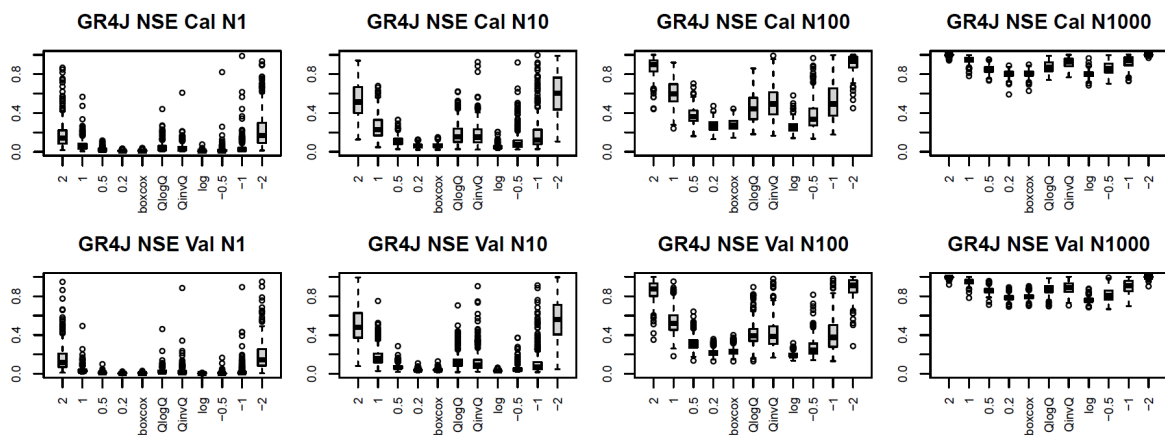 GR4J NSE Cal N1
GR4J NSE Cal N10
GR4J NSE Cal N100
GR4J NSE Cal N1000
0.0 0.4 0.8
2 1 0.5 0.2 boxcox QlogQ QinvQ log −0.5 −1 −2
0.0 0.4 0.8
2 1 0.5 0.2 boxcox QlogQ QinvQ log −0.5 −1 −2
0.0 0.4 0.8
2 1 0.5 0.2 boxcox QlogQ QinvQ log −0.5 −1 −2
0.0 0.4 0.8
2 1 0.5 0.2 boxcox QlogQ QinvQ log −0.5 −1 −2
GR4J NSE Val N1
GR4J NSE Val N10
GR4J NSE Val N100
GR4J NSE Val N1000
0.0 0.4 0.8
2 1 0.5 0.2 boxcox QlogQ QinvQ log −0.5 −1 −2
0.0 0.4 0.8
2 1 0.5 0.2 boxcox QlogQ QinvQ log −0.5 −1 −2
0.0 0.4 0.8
2 1 0.5 0.2 boxcox QlogQ QinvQ log −0.5 −1 −2
0.0 0.4 0.8
2 1 0.5 0.2 boxcox QlogQ QinvQ log −0.5 −1 −2